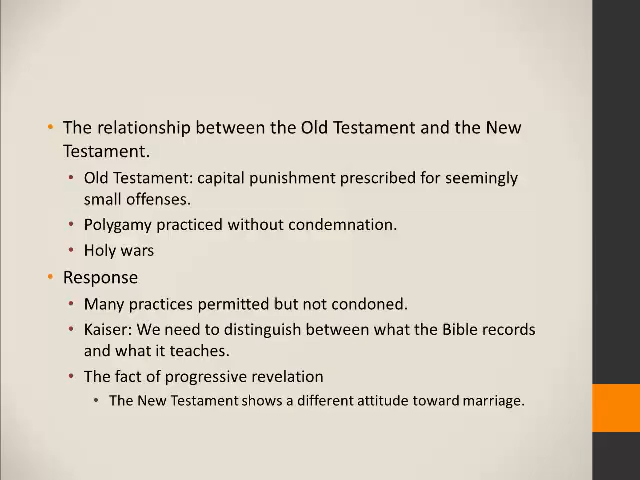 • The relationship between the Old Testament and the New
Testament.
• Old Testament: capital punishment prescribed for seemingly
small offenses.
• Polygamy practiced without condemnation.
• Holy wars
• Response
• Many practices permitted but not condoned.
• Kaiser: We need to distinguish between what the Bible records
and what it teaches.
• The fact of progressive revelation
• The New Testament shows a different attitude toward marriage.